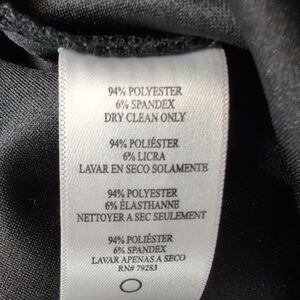 94% POLYESTER
6% SPANDEX
DRY CLEAN ONLY
94% POLIÉSTER
6% LICRA
LAVAR EN SECO SOLAMENTE
94% POLYESTER
6% ÉLASTHANNE
NETTOYER A SEC SEULEMENT
94% POLIÉSTER
6% SPANDEX
LAVAR APENAS A SECO
RN# 79283